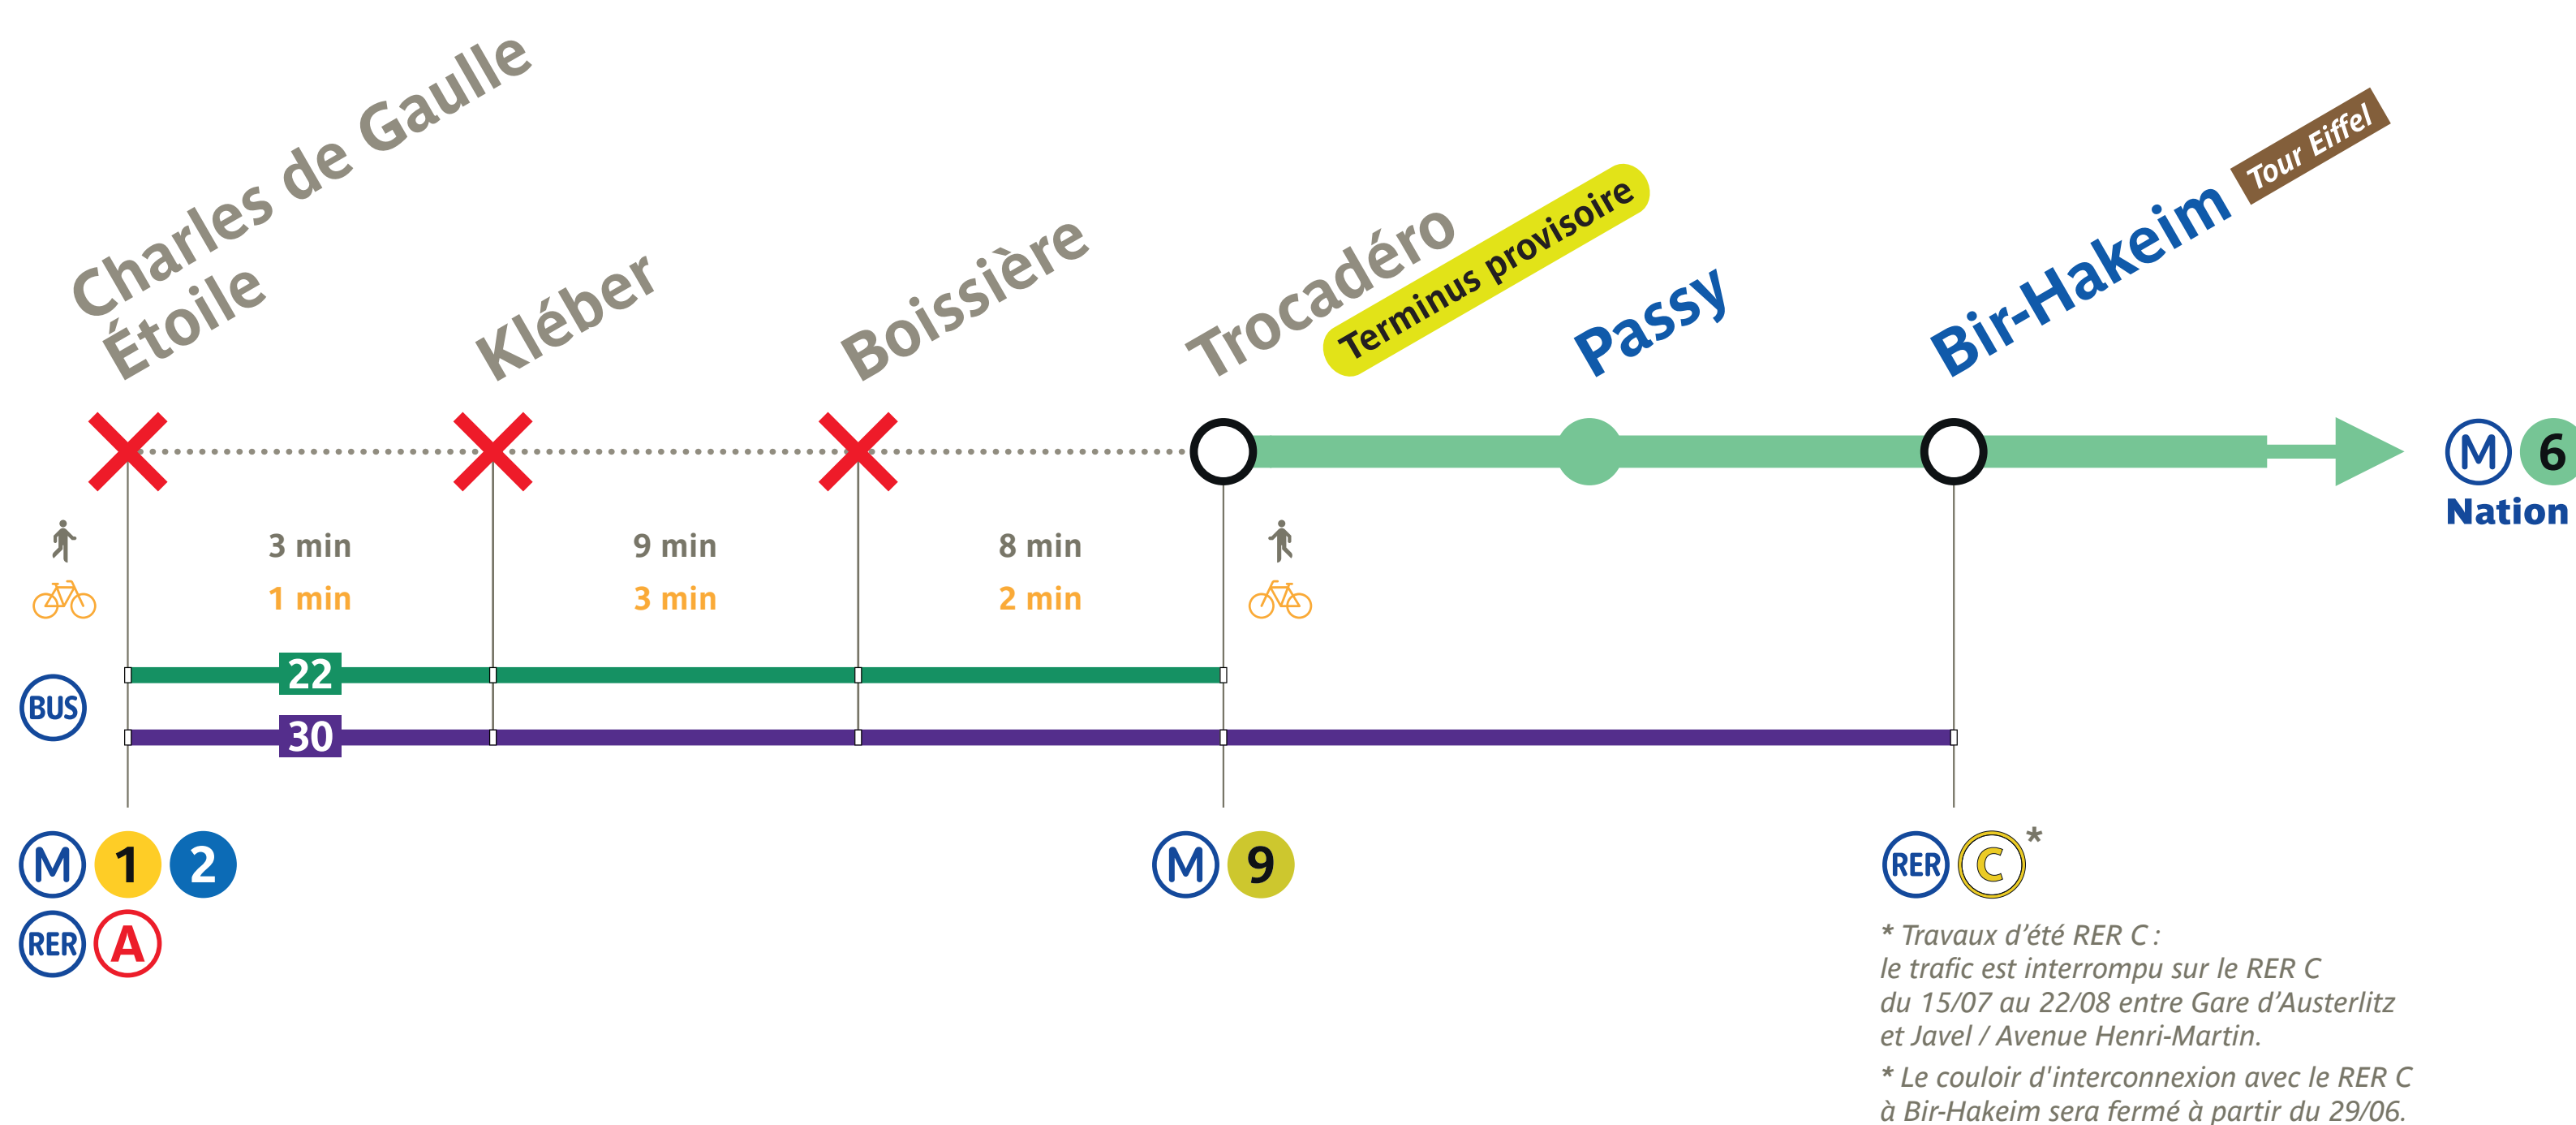 Charles de Gaulle
Étoile
Kléber
Boissière
Trocadéro
Terminus provisoire
Passy
Bir-Hakeim
Tour Eiffel
M 6
Nation
3 min
9 min
8 min
1 min
3 min
2 min
BUS
22
30
M 1 2
RER A
M 9
RER C*
* Travaux d’été RER C :
le trafic est interrompu sur le RER C
du 15/07 au 22/08 entre Gare d’Austerlitz
et Javel / Avenue Henri-Martin.
* Le couloir d'interconnexion avec le RER C
à Bir-Hakeim sera fermé à partir du 29/06.